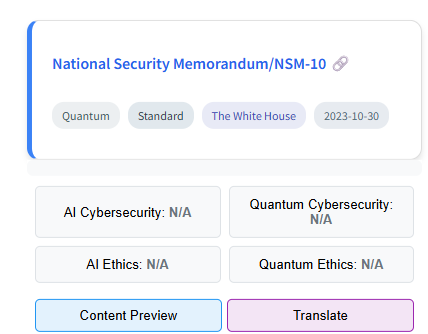 National Security Memorandum/NSM-10 🔗
Quantum Standard The White House 2023-10-30
AI Cybersecurity: N/A
Quantum Cybersecurity:
N/A
AI Ethics: N/A
Quantum Ethics: N/A
Content Preview
Translate